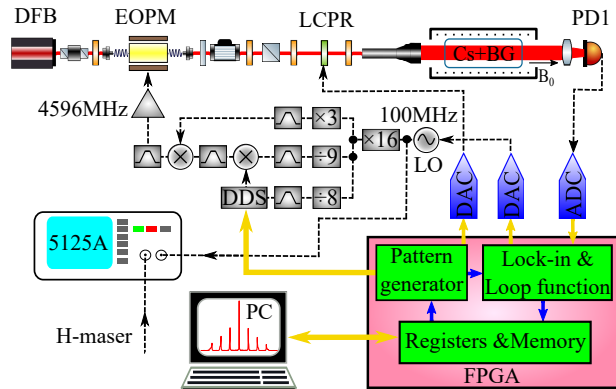 DFB
EOPM
LCPR
PD1
Cs+BG
B0
4596MHz
100MHz
×3
×16
LO
÷9
DDS
÷8
DAC
DAC
ADC
5125A
Pattern
generator
Lock-in &
Loop function
PC
H-maser
Registers &Memory
FPGA